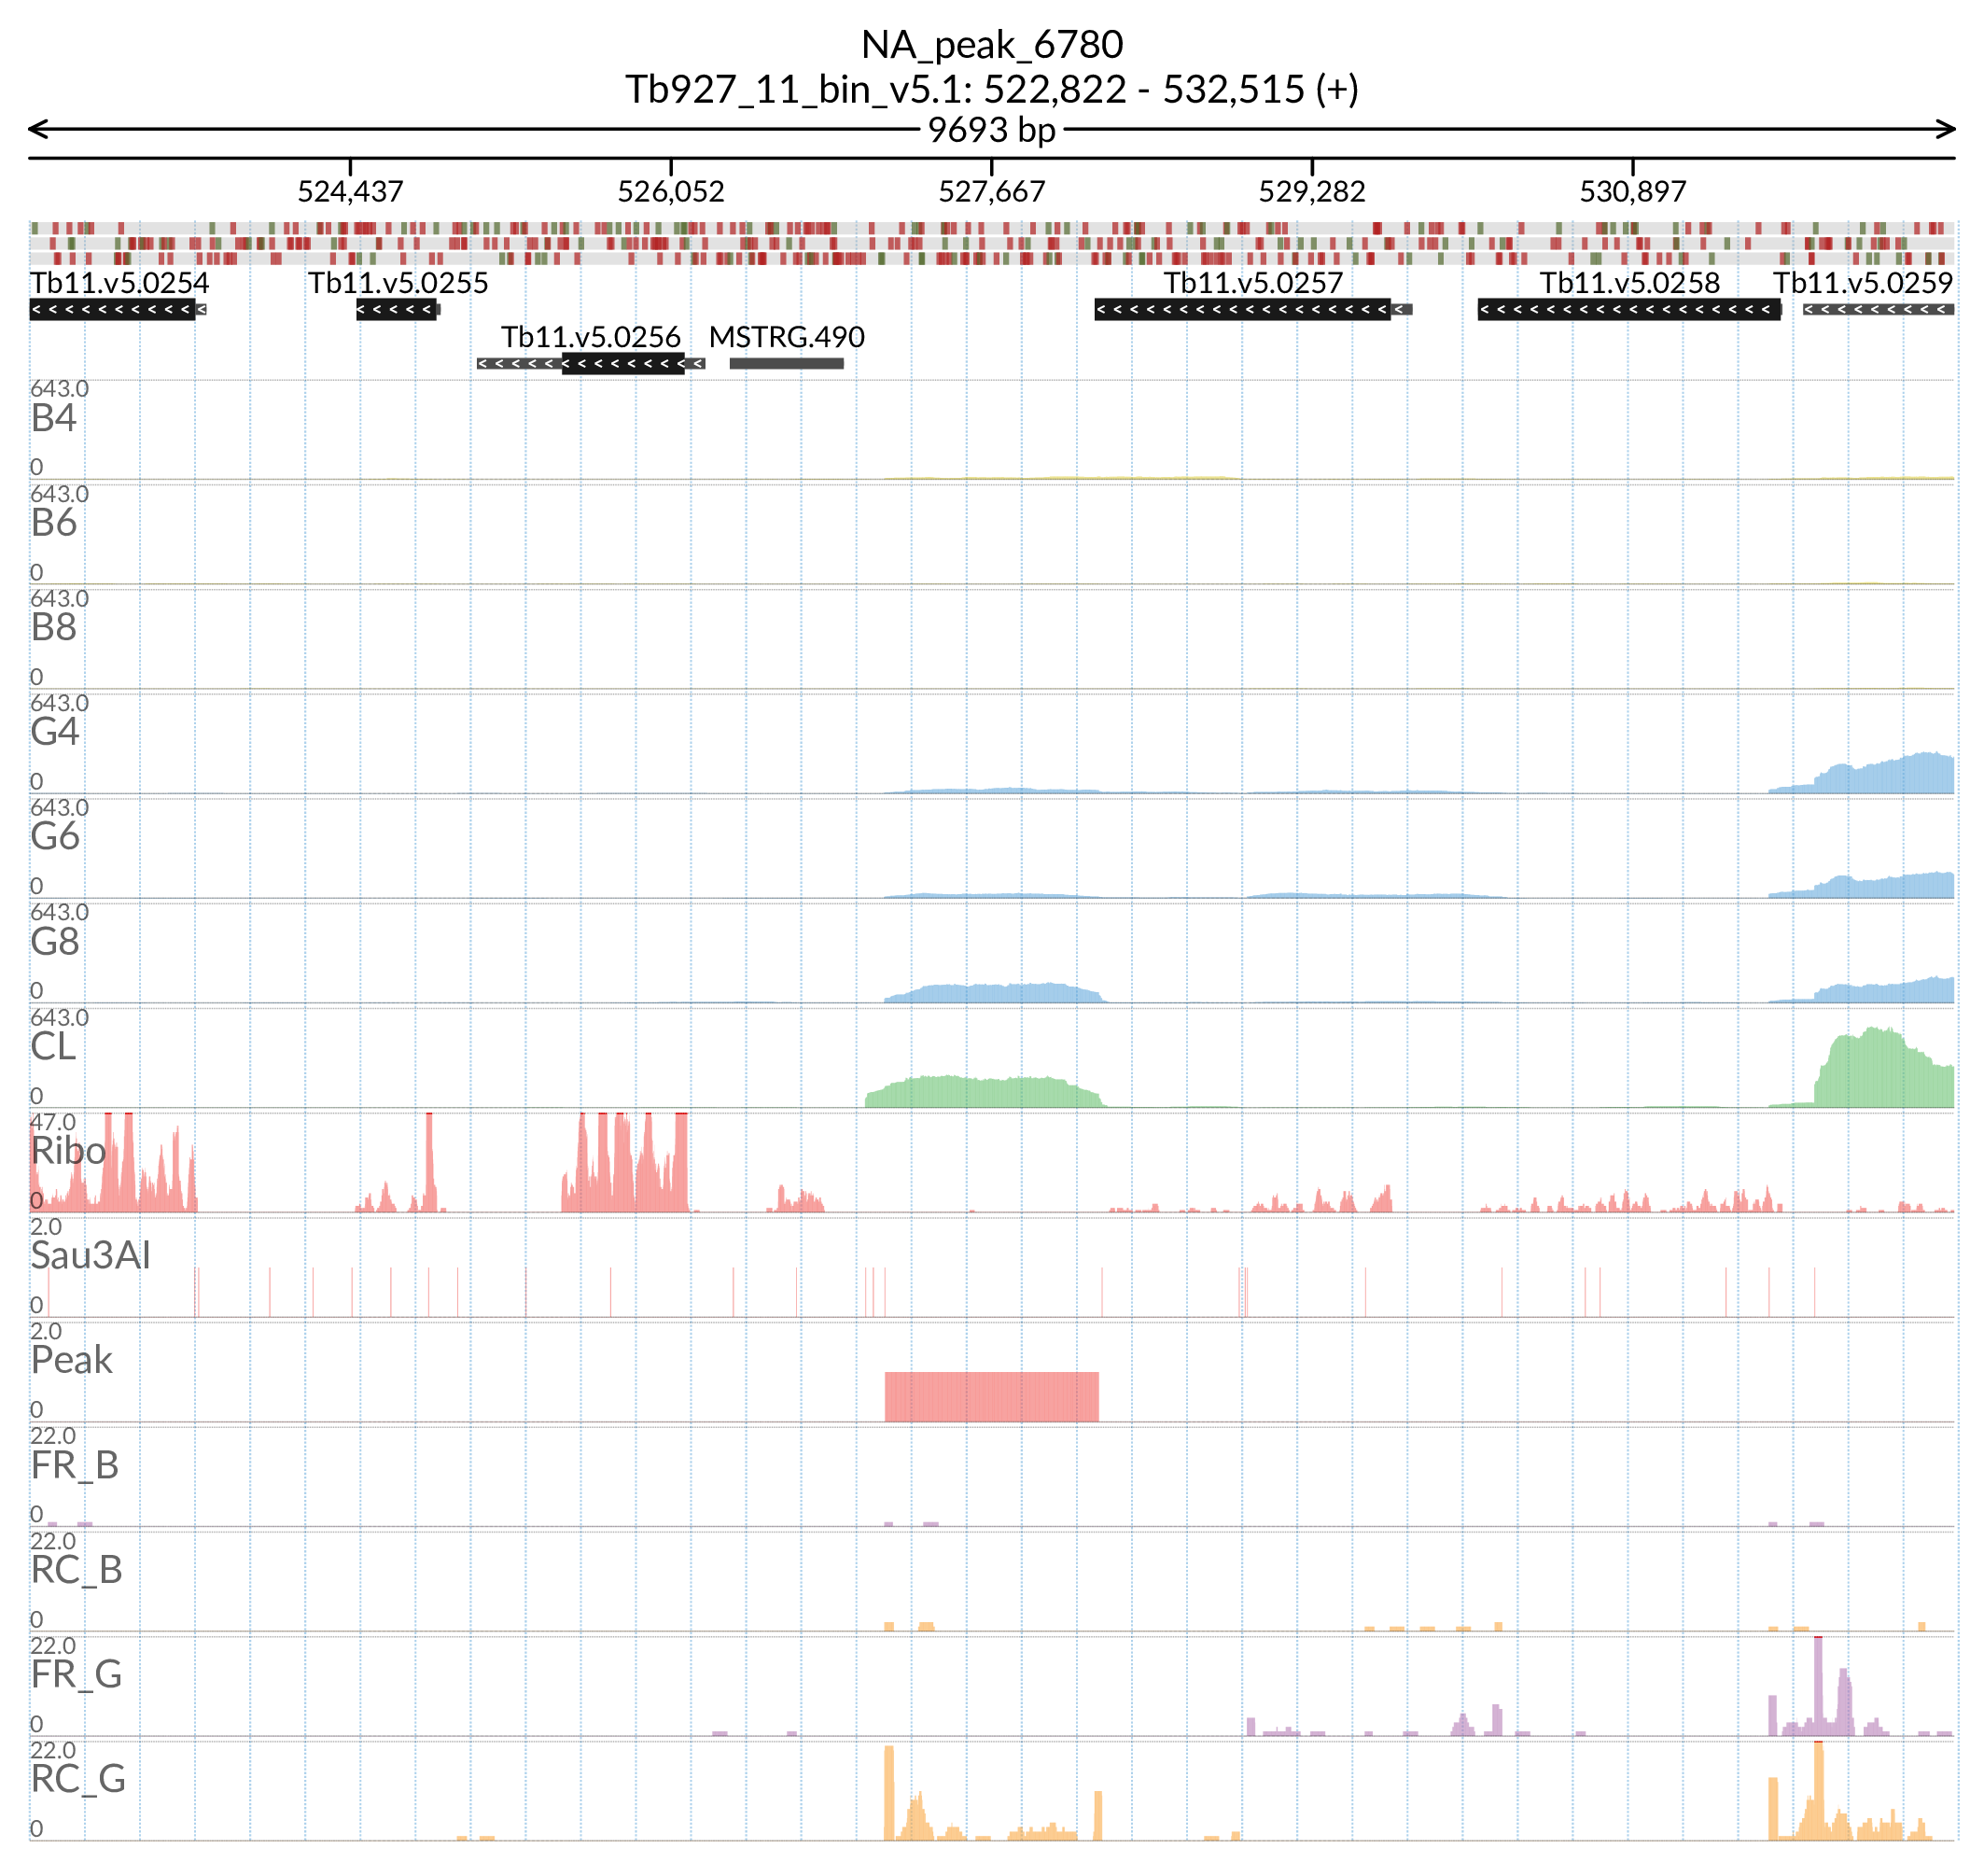 NA_peak_6780
Tb927_11_bin_v5.1: 522,822 - 532,515 (+)
9693 bp
524,437 526,052 527,667 529,282 530,897
Tb11.v5.0254 Tb11.v5.0255 Tb11.v5.0257 Tb11.v5.0258 Tb11.v5.0259
Tb11.v5.0256 MSTRG.490
643.0
B4
0
643.0
B6
0
643.0
B8
0
643.0
G4
0
643.0
G6
0
643.0
G8
0
643.0
CL
0
47.0
Ribo
0
2.0
Sau3AI
0
2.0
Peak
0
22.0
FR_B
0
22.0
RC_B
0
22.0
FR_G
0
22.0
RC_G
0